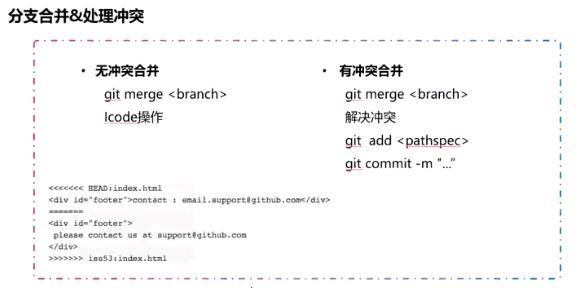 分支合并&处理冲突
• 无冲突合并
git merge <branch>
Icode操作
• 有冲突合并
git merge <branch>
解决冲突
git add <pathspec>
git commit -m "..."
<<<<<<< HEAD:index.html
<div id="footer">contact : email.support@github.com</div>
=======
<div id="footer">
please contact us at support@github.com
</div>
>>>>>>> iss53:index.html